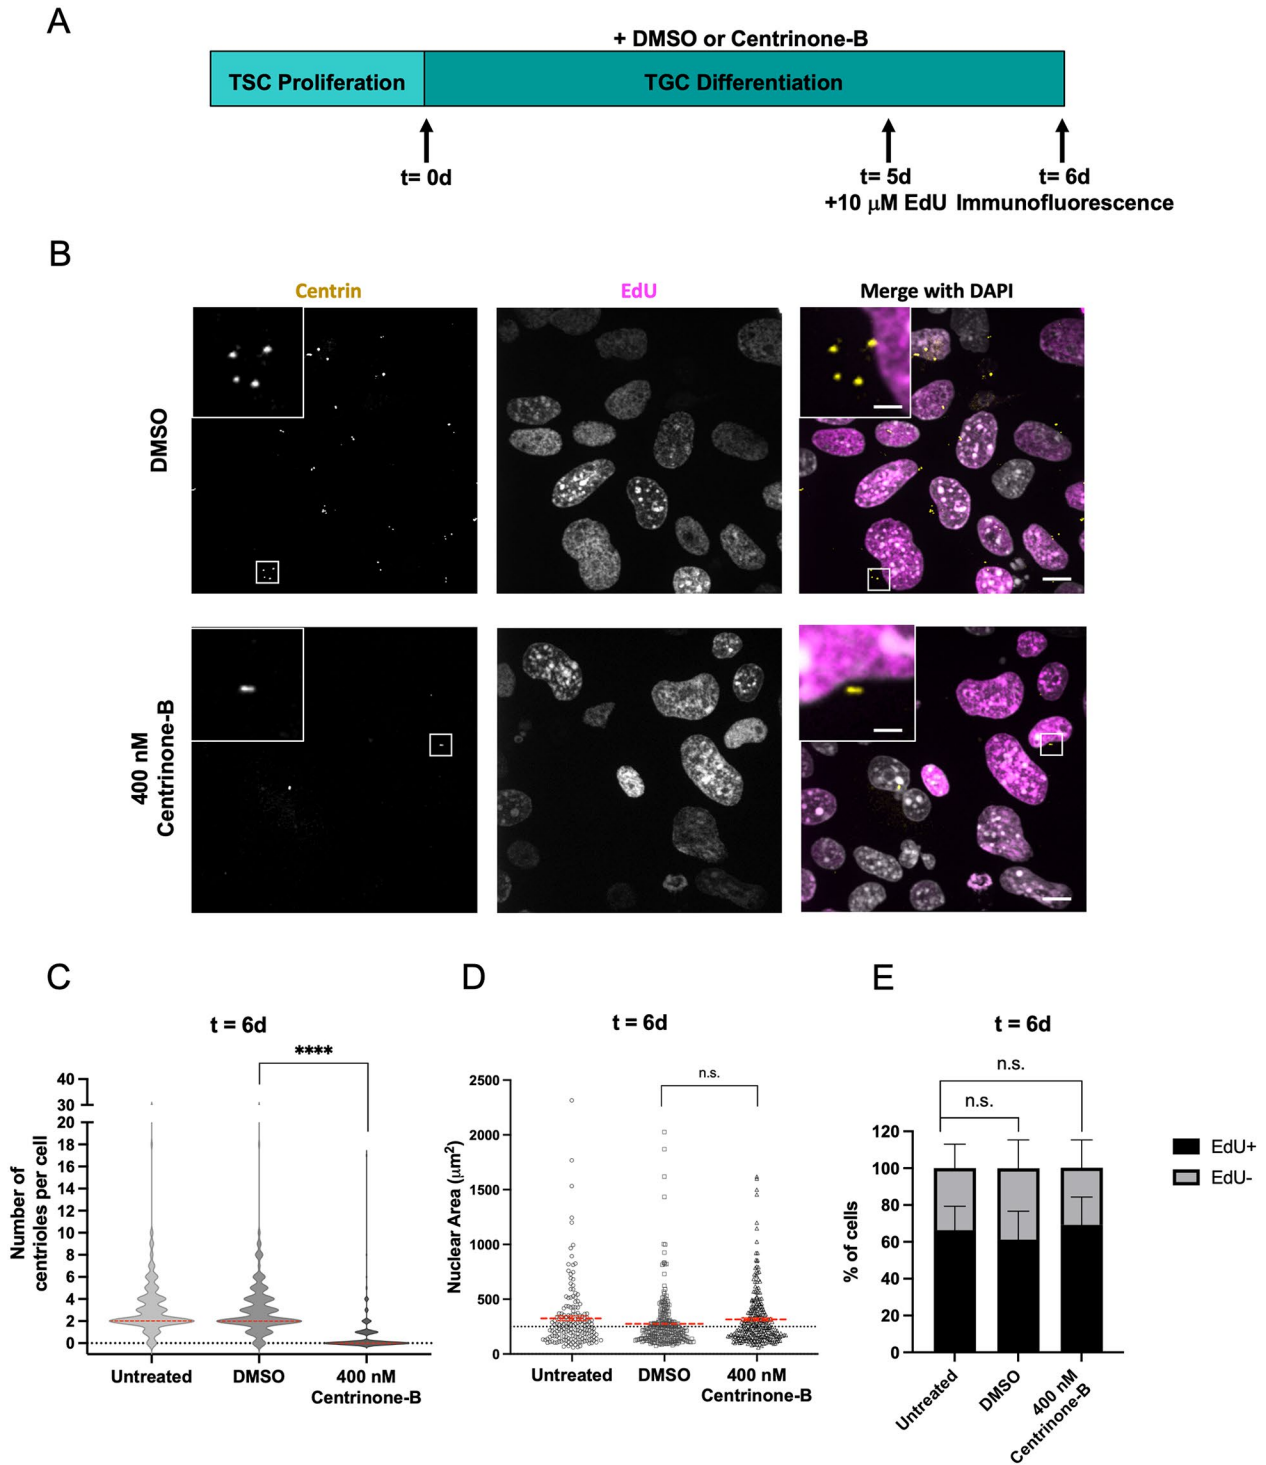 A
+ DMSO or Centrinone-B
TSC Proliferation
TGC Differentiation
t= 0d
t= 5d
t= 6d
+10 μM EdU
Immunofluorescence
B
Centrin
EdU
Merge with DAPI
DMSO
400 nM
Centrinone-B
C
t = 6d
****
Number of
centrioles per cell
40
30
20
18
16
14
12
10
8
6
4
2
0
Untreated
DMSO
400 nM
Centrinone-B
D
t = 6d
n.s.
Nuclear Area (μm²)
2500
2000
1500
1000
500
0
Untreated
DMSO
400 nM
Centrinone-B
E
t = 6d
n.s.
n.s.
% of cells
120
100
80
60
40
20
0
Untreated
DMSO
400 nM
Centrinone-B
EdU+
EdU-